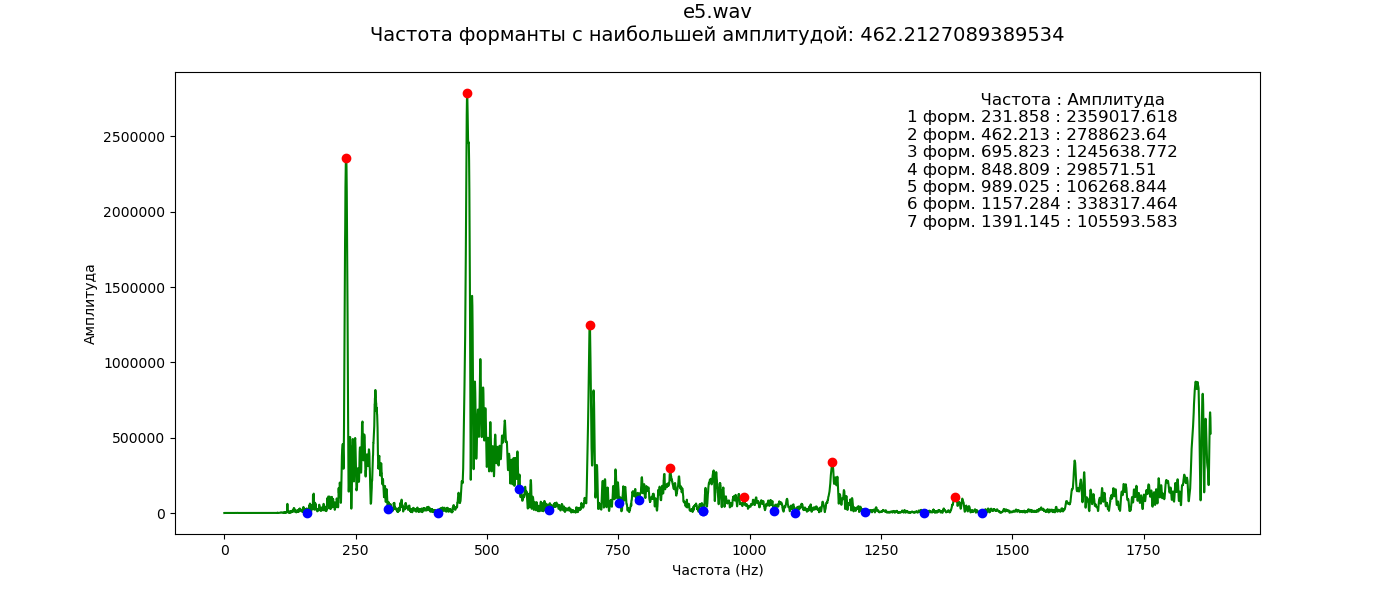 e5.wav
Частота форманты с наибольшей амплитудой: 462.2127089389534
Частота : Амплитуда
1 форм. 231.858 : 2359017.618
2 форм. 462.213 : 2788623.64
3 форм. 695.823 : 1245638.772
4 форм. 848.809 : 298571.51
5 форм. 989.025 : 106268.844
6 форм. 1157.284 : 338317.464
7 форм. 1391.145 : 105593.583
Амплитуда
2500000
2000000
1500000
1000000
500000
0
0 250 500 750 1000 1250 1500 1750
Частота (Hz)